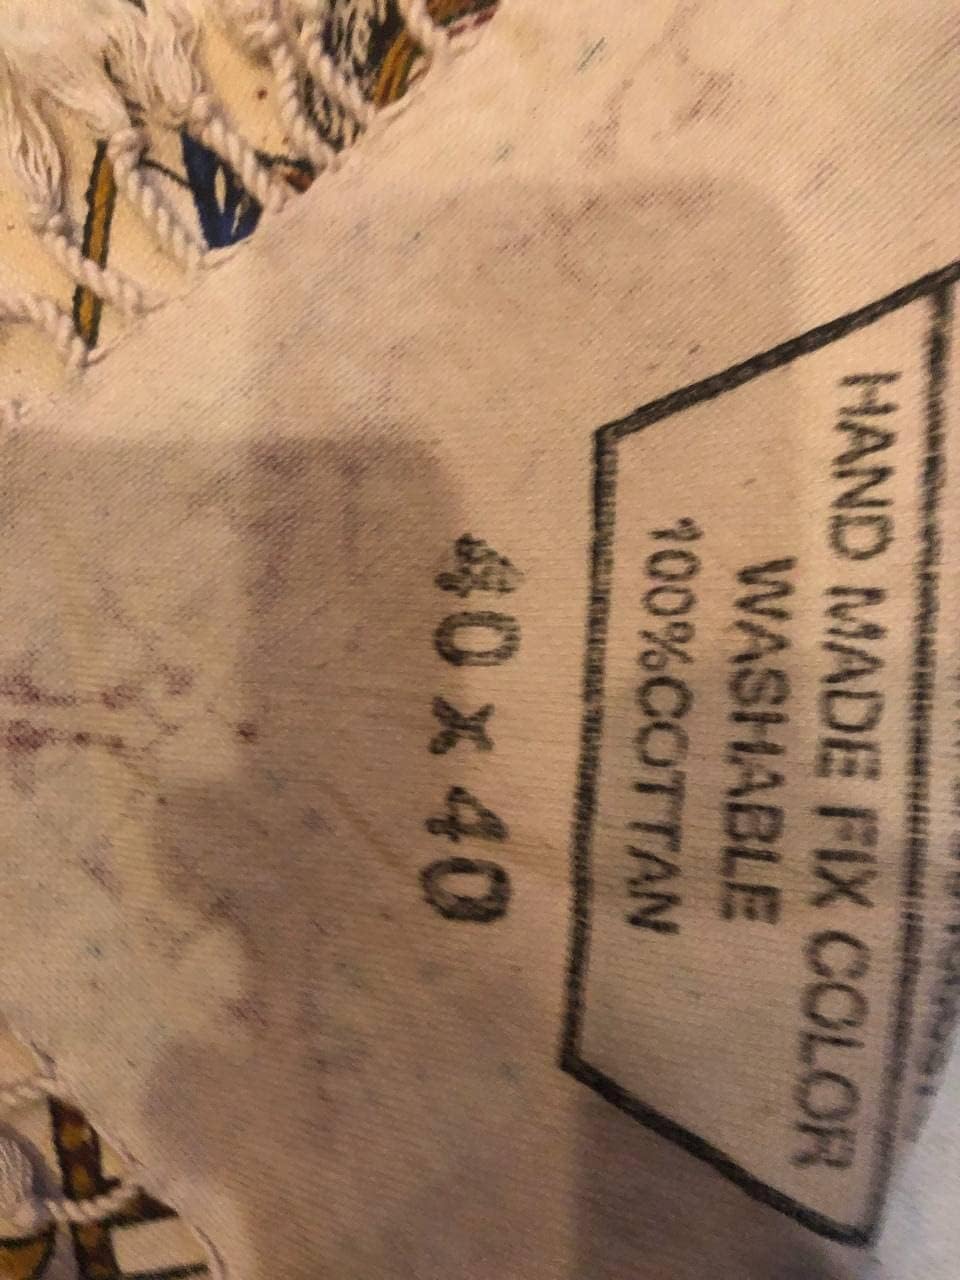 HAND MADE FIX COLOR
WASHABLE
100%COTTAN
40 x 40